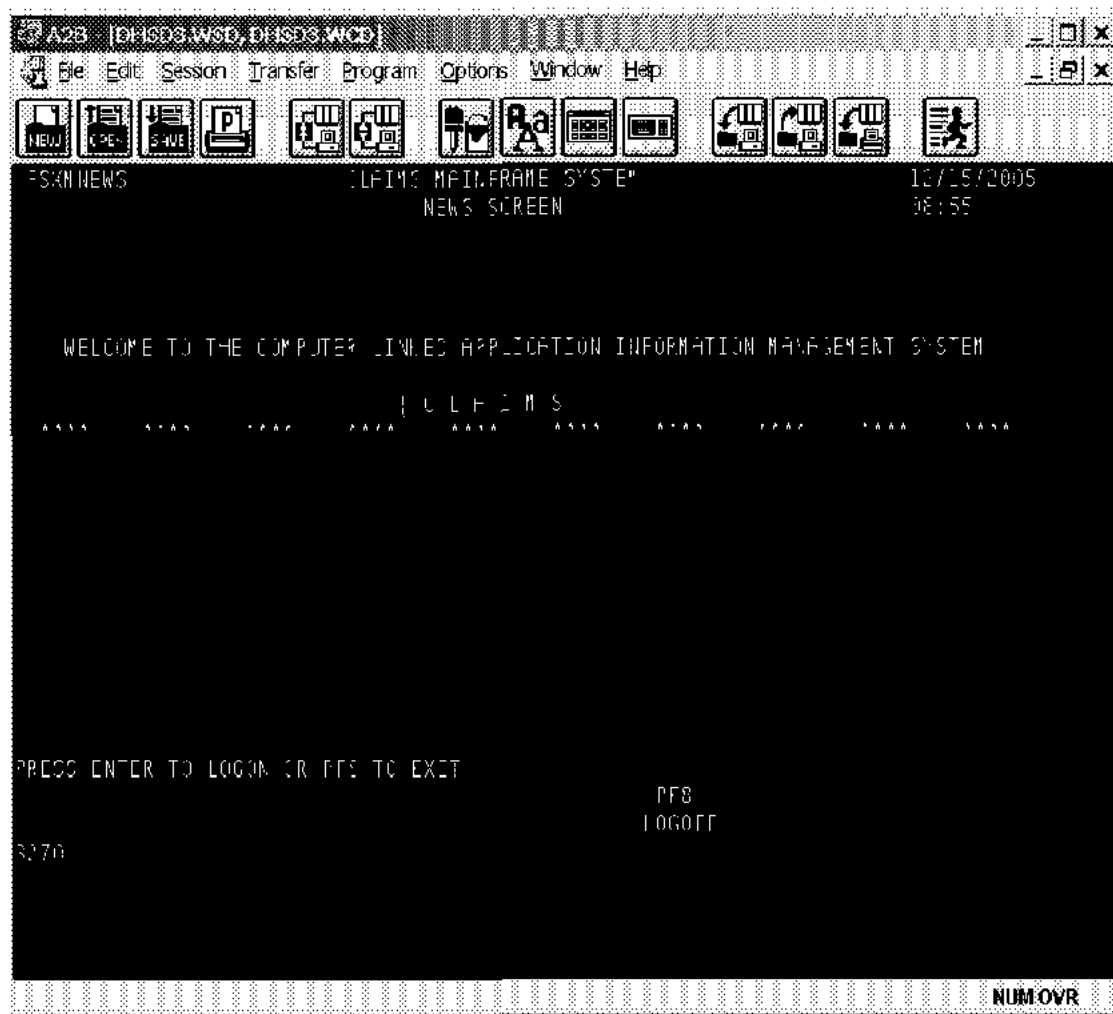 A2B - [DHSDS.WSD, DHSDS.WCD]
File Edit Session Transfer Program Options Window Help
NEW OPEN SAVE
NEWS CLAIMS MAINFRAME SYSTEM 12/15/2005
NEWS SCREEN 08:55
WELCOME TO THE COMPUTER LINKED APPLICATION INFORMATION MANAGEMENT SYSTEM
C L A I M S
PRESS ENTER TO LOGON OR PF8 TO EXIT
PF8
LOGOFF
3270
NUM OVR